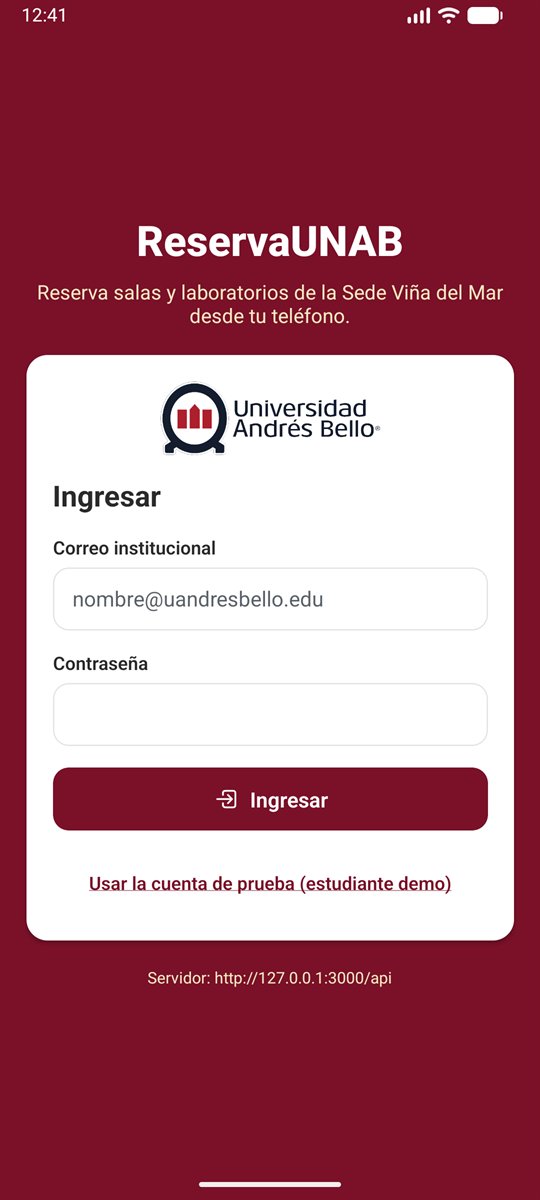 12:41
ReservaUNAB
Reserva salas y laboratorios de la Sede Viña del Mar
desde tu teléfono.
Universidad
Andrés Bello®
Ingresar
Correo institucional
nombre@uandresbello.edu
Contraseña
Ingresar
Usar la cuenta de prueba (estudiante demo)
Servidor: http://127.0.0.1:3000/api